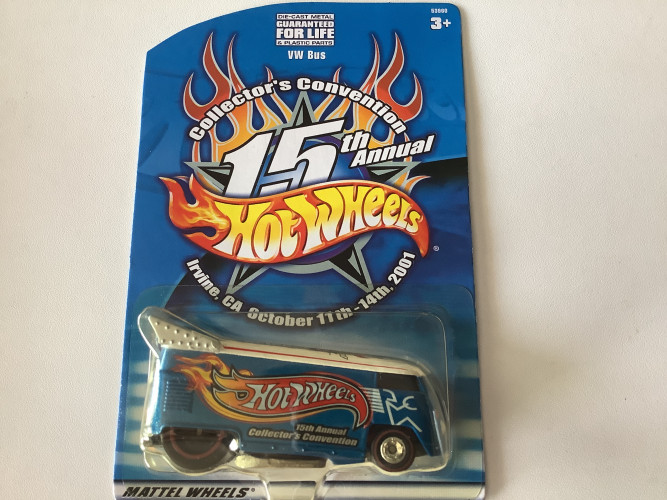 DIE-CAST METAL
GUARANTEED
FOR LIFE
& PLASTIC PARTS
VW Bus
53898
3+
Collector's Convention
15th Annual
HOT WHEELS
®
Irvine, CA October 11th - 14th, 2001
HOT WHEELS
15th Annual
Collector's Convention
MATTEL WHEELS®